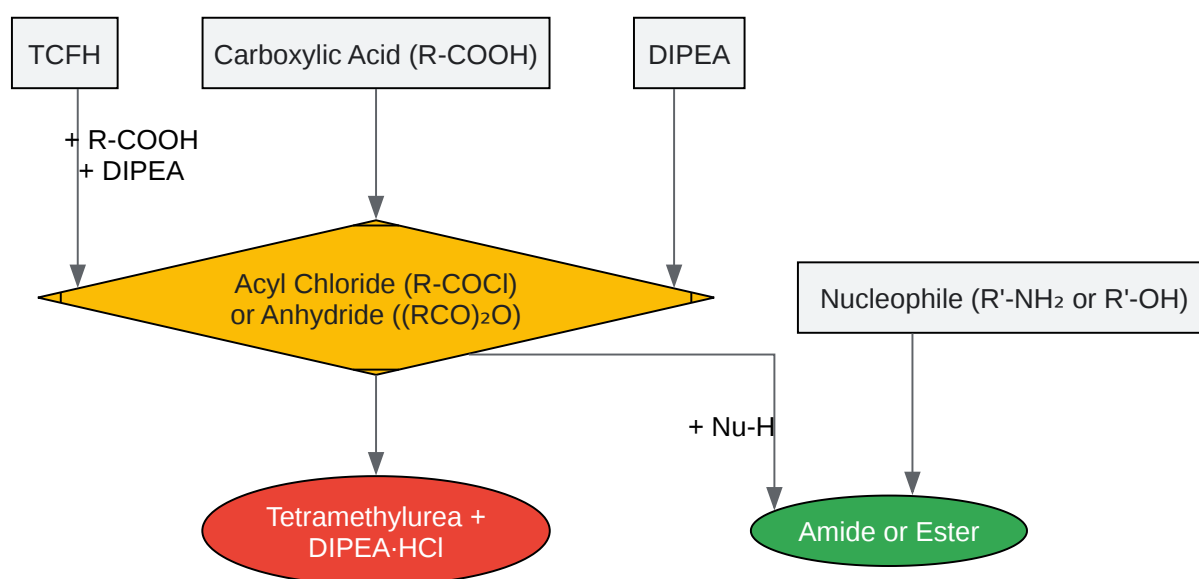 TCFH
Carboxylic Acid (R-COOH)
DIPEA
+ R-COOH
+ DIPEA
Acyl Chloride (R-COCl)
or Anhydride ((RCO)₂O)
Nucleophile (R'-NH₂ or R'-OH)
+ Nu-H
Tetramethylurea +
DIPEA·HCl
Amide or Ester